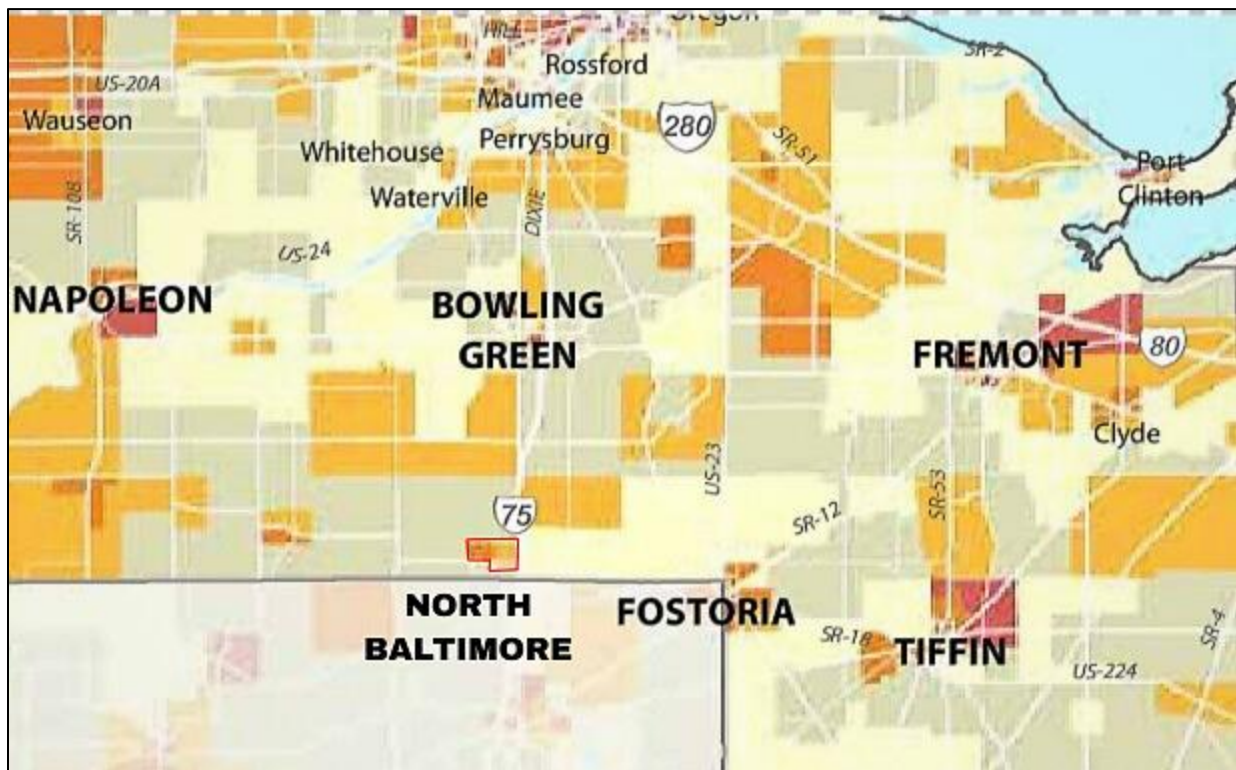 Oregon
HILL
SR-2
US-20A
Rossford
Maumee
280
Wauseon
Perrysburg
SR-51
Whitehouse
Port
Clinton
Waterville
SR-108
DIXIE
US-24
NAPOLEON
BOWLING
GREEN
FREMONT
80
Clyde
US-23
SR-53
75
SR-12
NORTH
BALTIMORE
FOSTORIA
SR-18
TIFFIN
SR-4
US-224